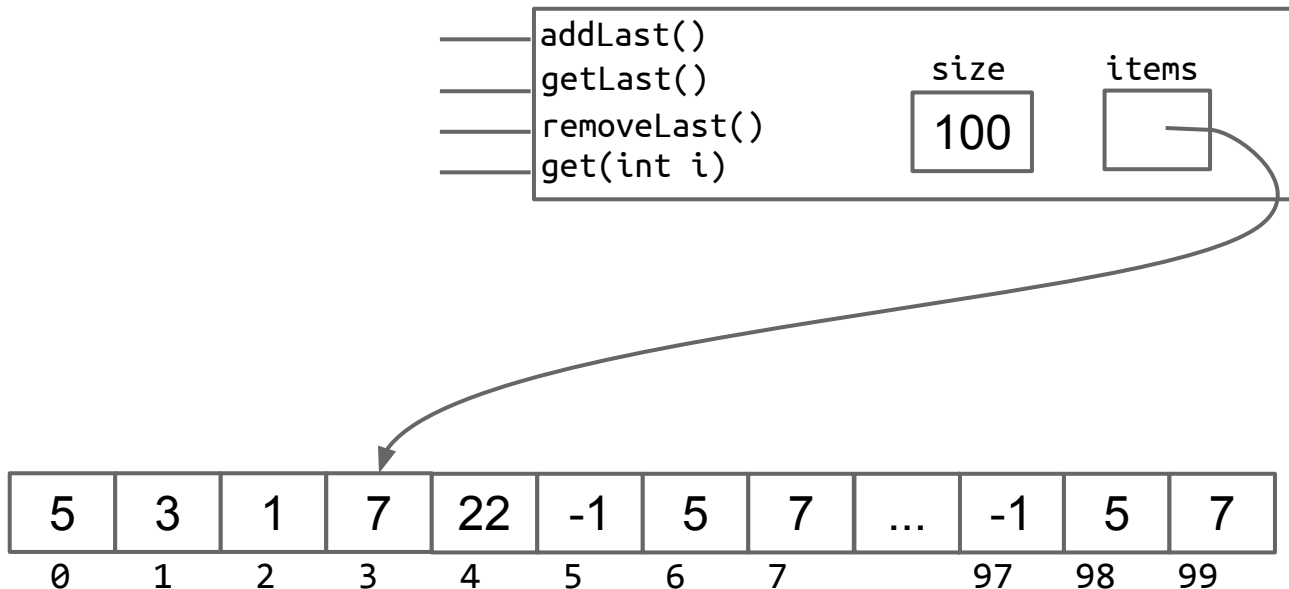 addLast()
getLast()
removeLast()
get(int i)
size
items
100
5 3 1 7 22 -1 5 7 ... -1 5 7
0 1 2 3 4 5 6 7 97 98 99